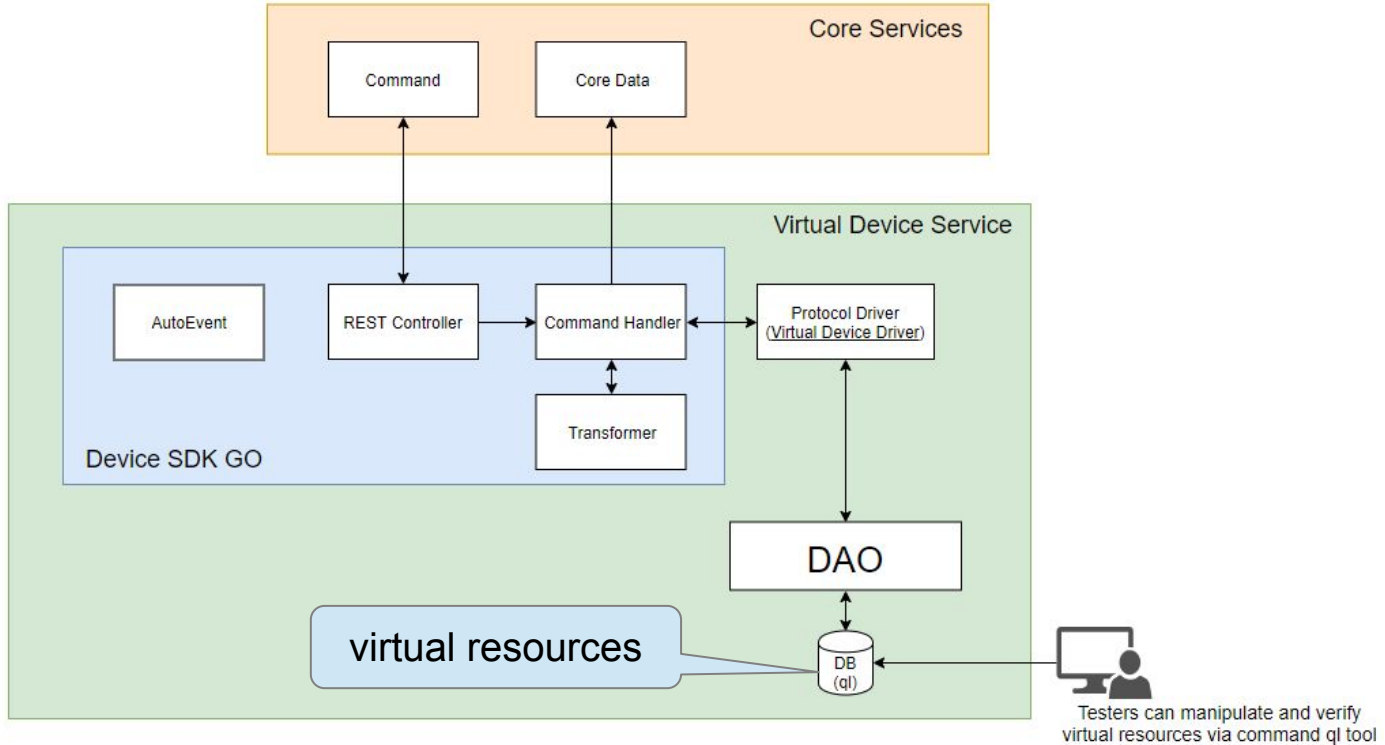 Core Services
Command
Core Data
Virtual Device Service
AutoEvent
REST Controller
Command Handler
Protocol Driver
(Virtual Device Driver)
Transformer
Device SDK GO
DAO
virtual resources
DB
(ql)
Testers can manipulate and verify
virtual resources via command ql tool